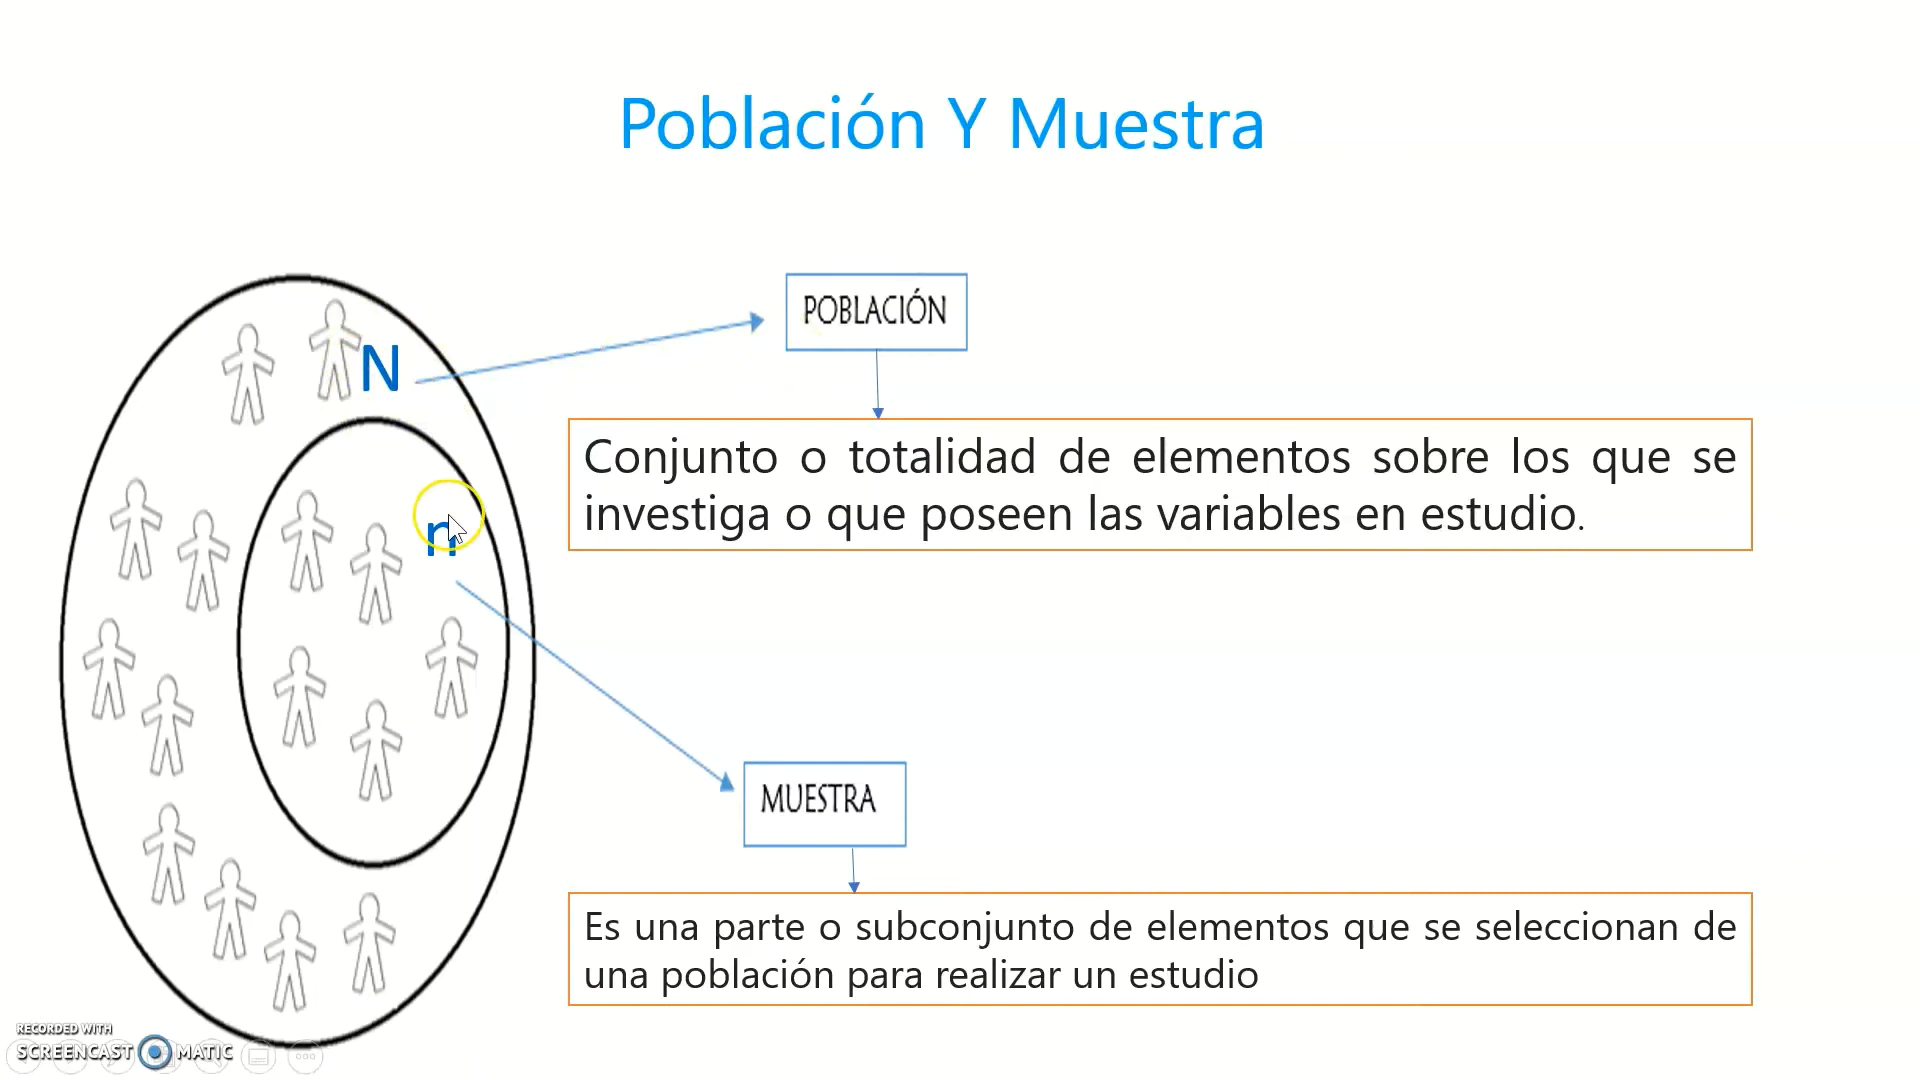 Población Y Muestra
N
POBLACIÓN
Conjunto o totalidad de elementos sobre los que se
investiga o que poseen las variables en estudio.
n
MUESTRA
Es una parte o subconjunto de elementos que se seleccionan de
una población para realizar un estudio
RECORDED WITH
SCREENCAST MATIC